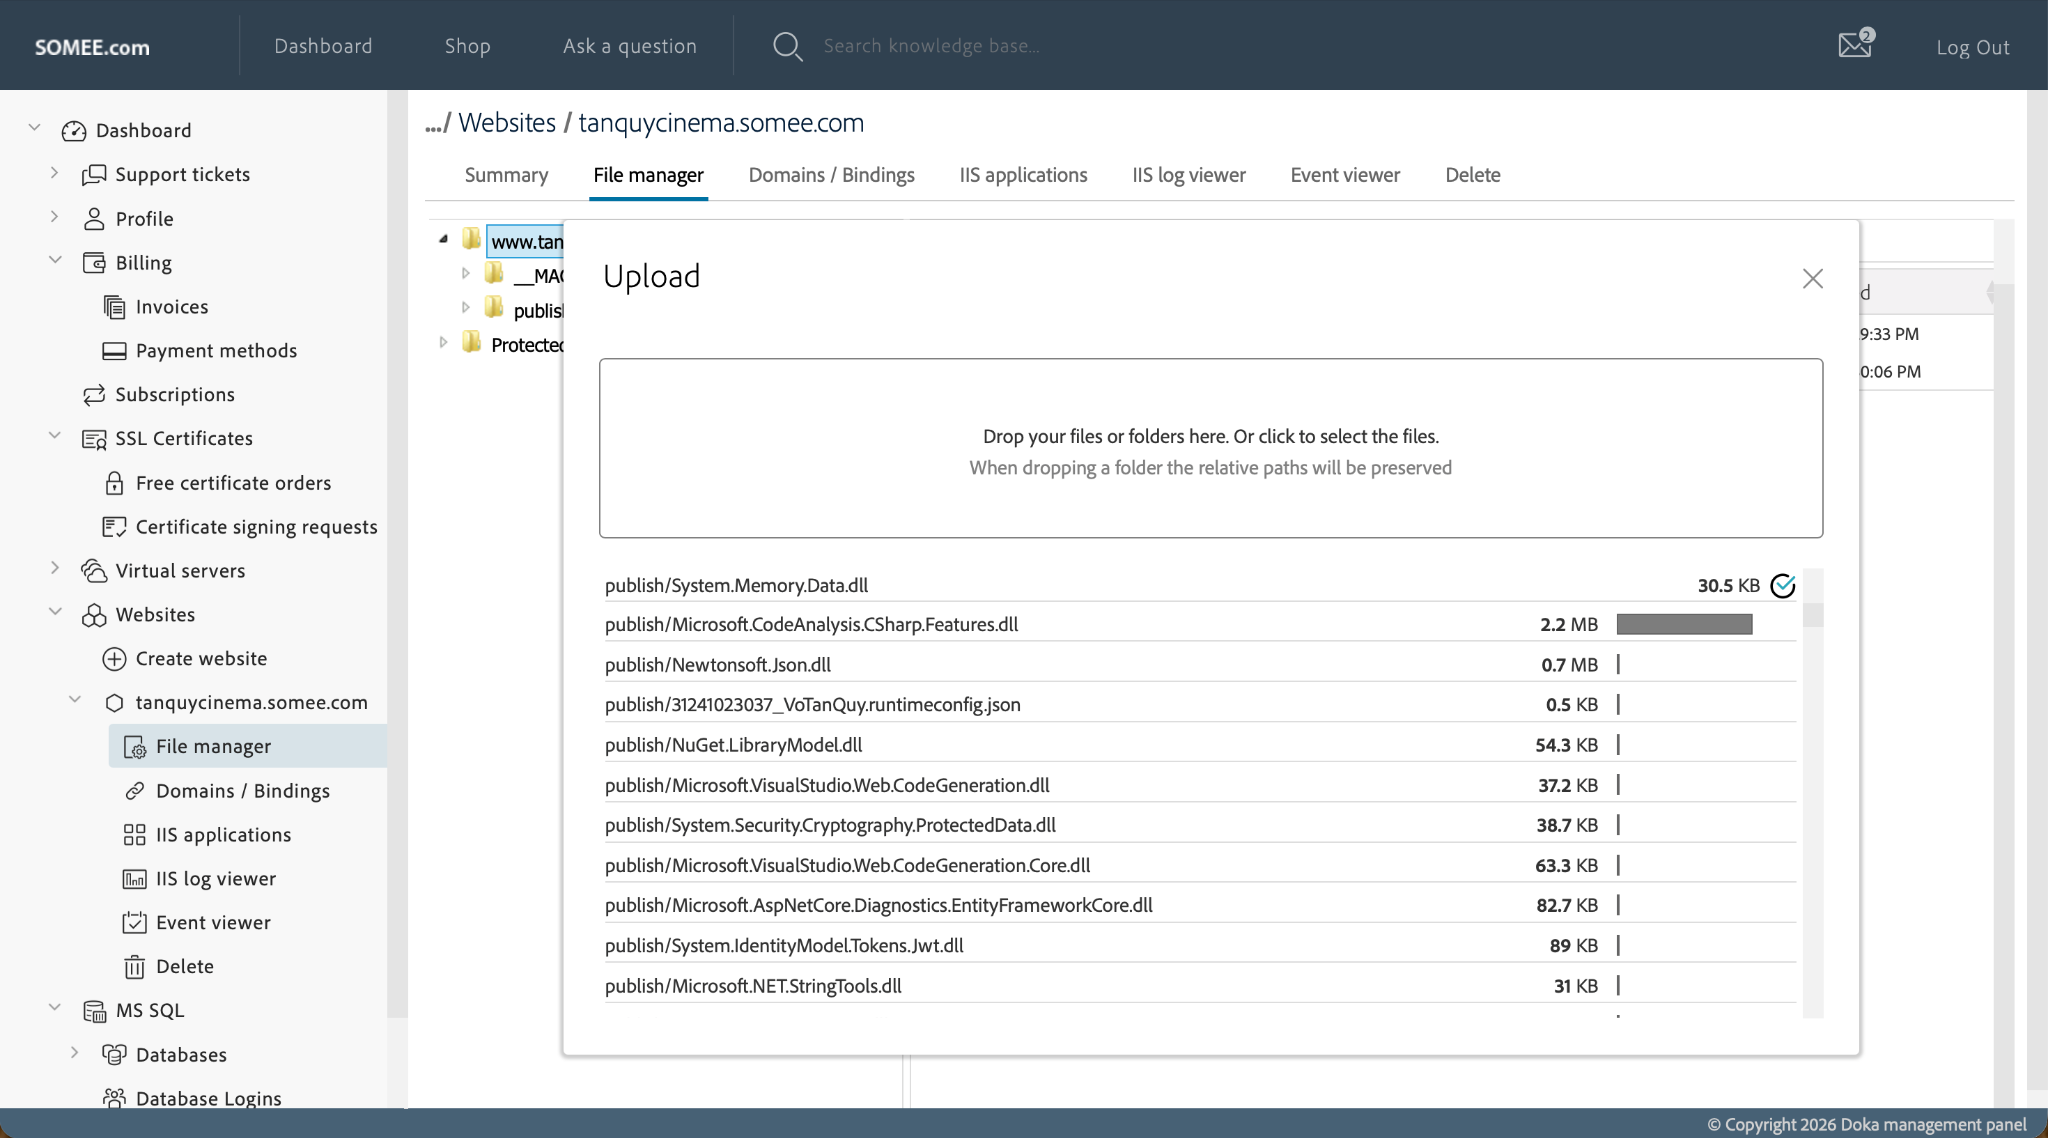 SOMEE.com
Dashboard
Shop
Ask a question
Search knowledge base...
2
Log Out
Dashboard
Support tickets
Profile
Billing
Invoices
Payment methods
Subscriptions
SSL Certificates
Free certificate orders
Certificate signing requests
Virtual servers
Websites
Create website
tanquycinema.somee.com
File manager
Domains / Bindings
IIS applications
IIS log viewer
Event viewer
Delete
MS SQL
Databases
Database Logins
.../ Websites / tanquycinema.somee.com
Summary
File manager
Domains / Bindings
IIS applications
IIS log viewer
Event viewer
Delete
www.tan
__MAC
publis
Protected
d
9:33 PM
0:06 PM
Upload
Drop your files or folders here. Or click to select the files.
When dropping a folder the relative paths will be preserved
publish/System.Memory.Data.dll 30.5 KB
publish/Microsoft.CodeAnalysis.CSharp.Features.dll 2.2 MB
publish/Newtonsoft.Json.dll 0.7 MB
publish/31241023037_VoTanQuy.runtimeconfig.json 0.5 KB
publish/NuGet.LibraryModel.dll 54.3 KB
publish/Microsoft.VisualStudio.Web.CodeGeneration.dll 37.2 KB
publish/System.Security.Cryptography.ProtectedData.dll 38.7 KB
publish/Microsoft.VisualStudio.Web.CodeGeneration.Core.dll 63.3 KB
publish/Microsoft.AspNetCore.Diagnostics.EntityFrameworkCore.dll 82.7 KB
publish/System.IdentityModel.Tokens.Jwt.dll 89 KB
publish/Microsoft.NET.StringTools.dll 31 KB
© Copyright 2026 Doka management panel